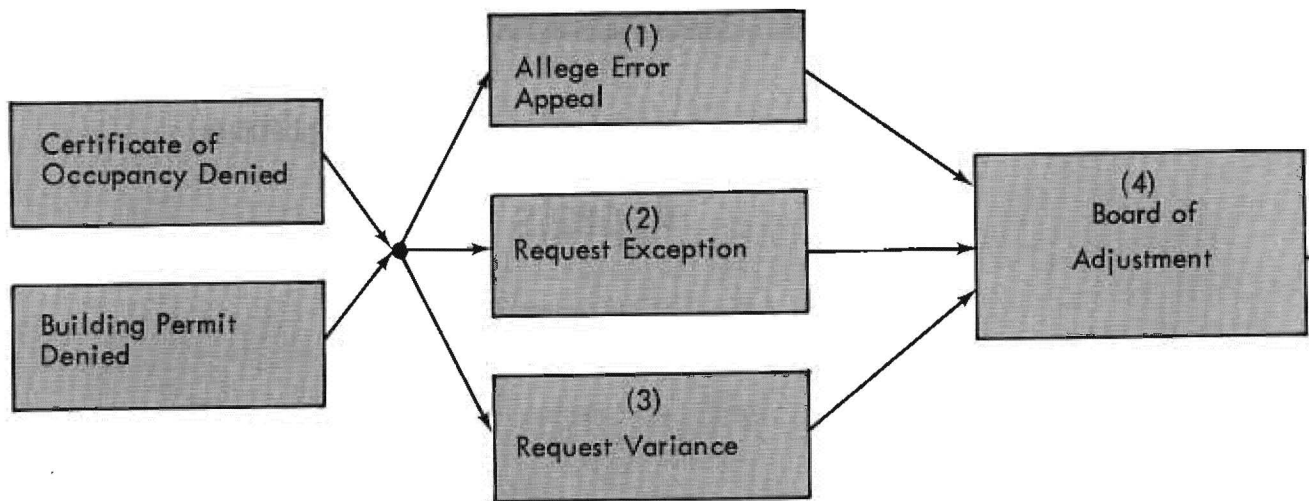 Certificate of
Occupancy Denied
Building Permit
Denied
(1)
Allege Error
Appeal
(2)
Request Exception
(3)
Request Variance
(4)
Board of
Adjustment